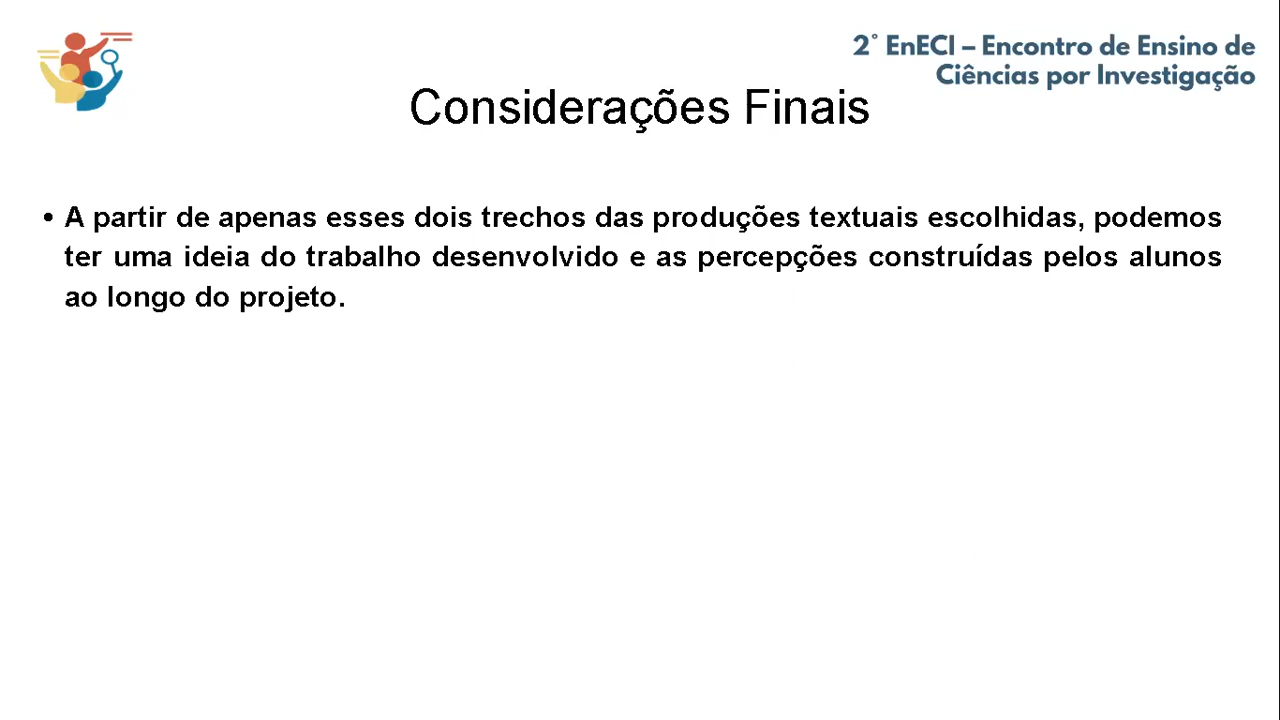 2° EnECI – Encontro de Ensino de
Ciências por Investigação
Considerações Finais
• A partir de apenas esses dois trechos das produções textuais escolhidas, podemos
ter uma ideia do trabalho desenvolvido e as percepções construídas pelos alunos
ao longo do projeto.